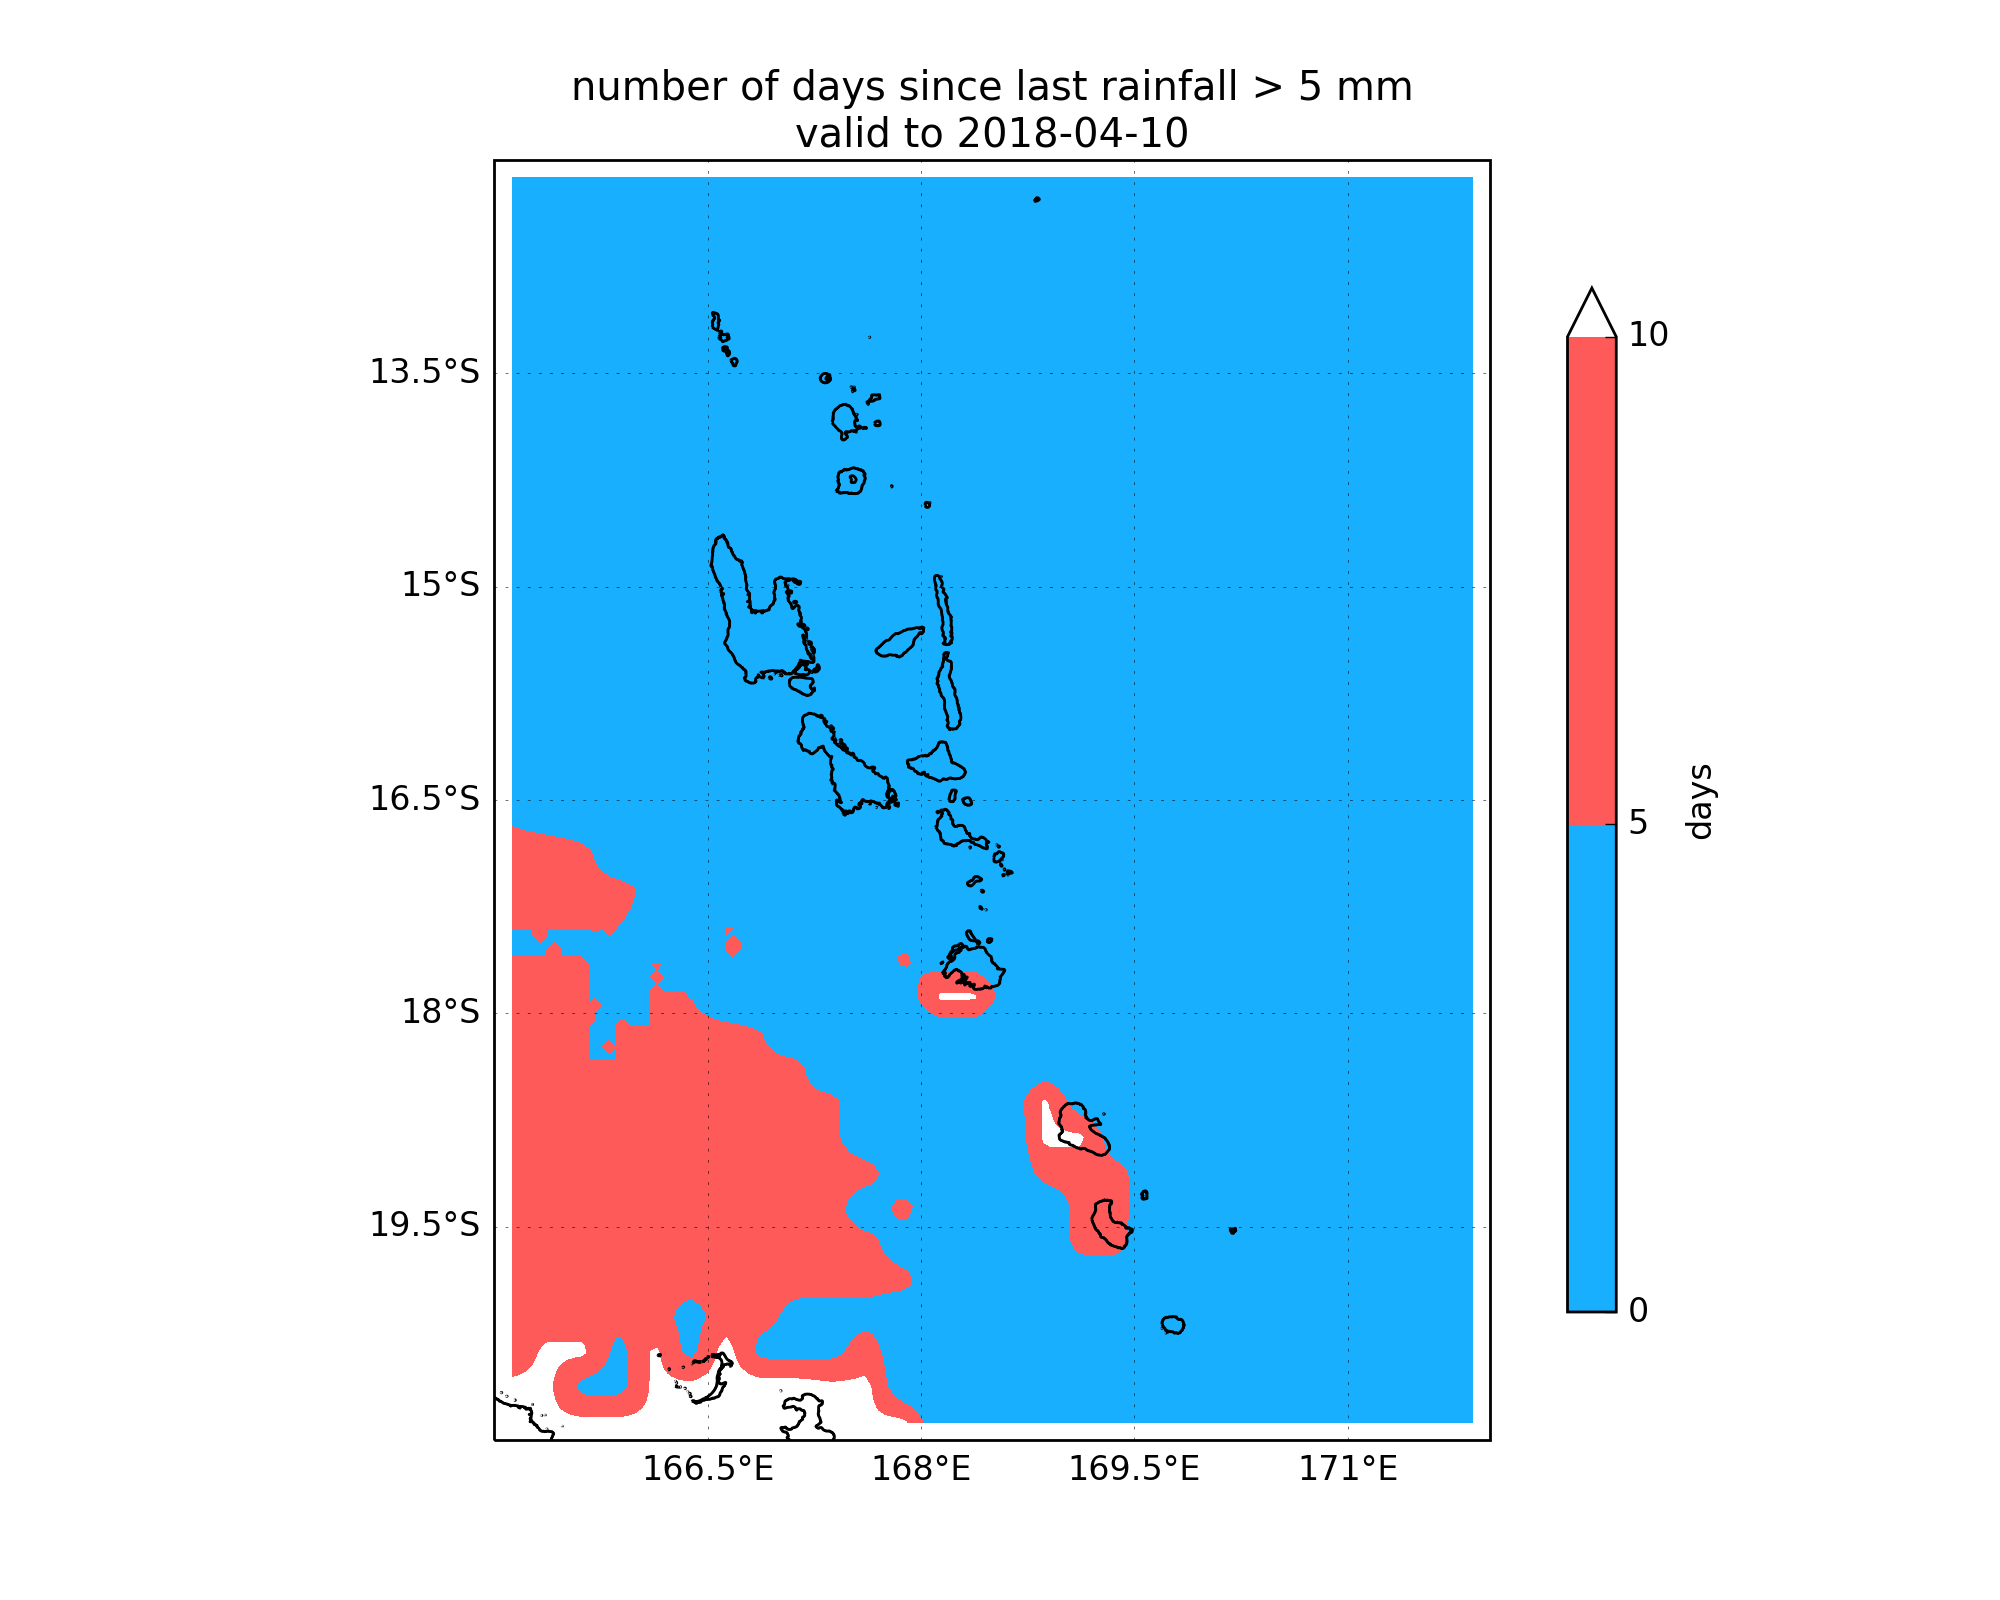 number of days since last rainfall > 5 mm
valid to 2018-04-10
13.5°S
15°S
16.5°S
18°S
19.5°S
166.5°E
168°E
169.5°E
171°E
10
5
0
days